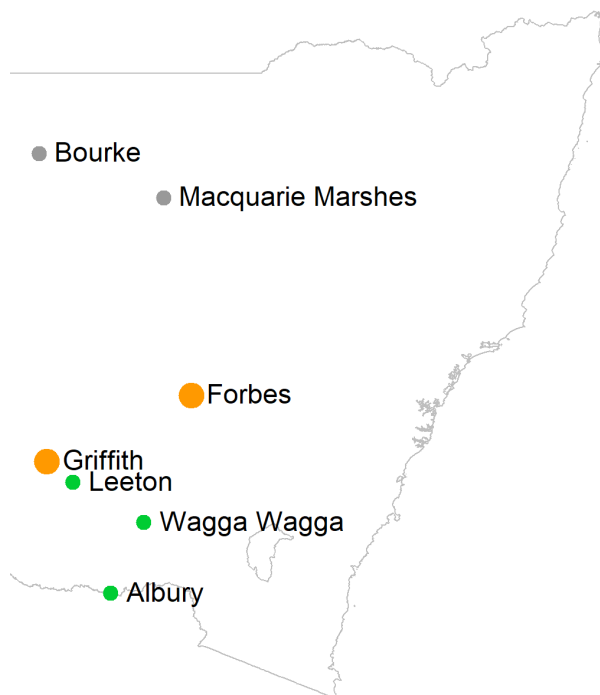 Bourke
Macquarie Marshes
Forbes
Griffith
Leeton
Wagga Wagga
Albury